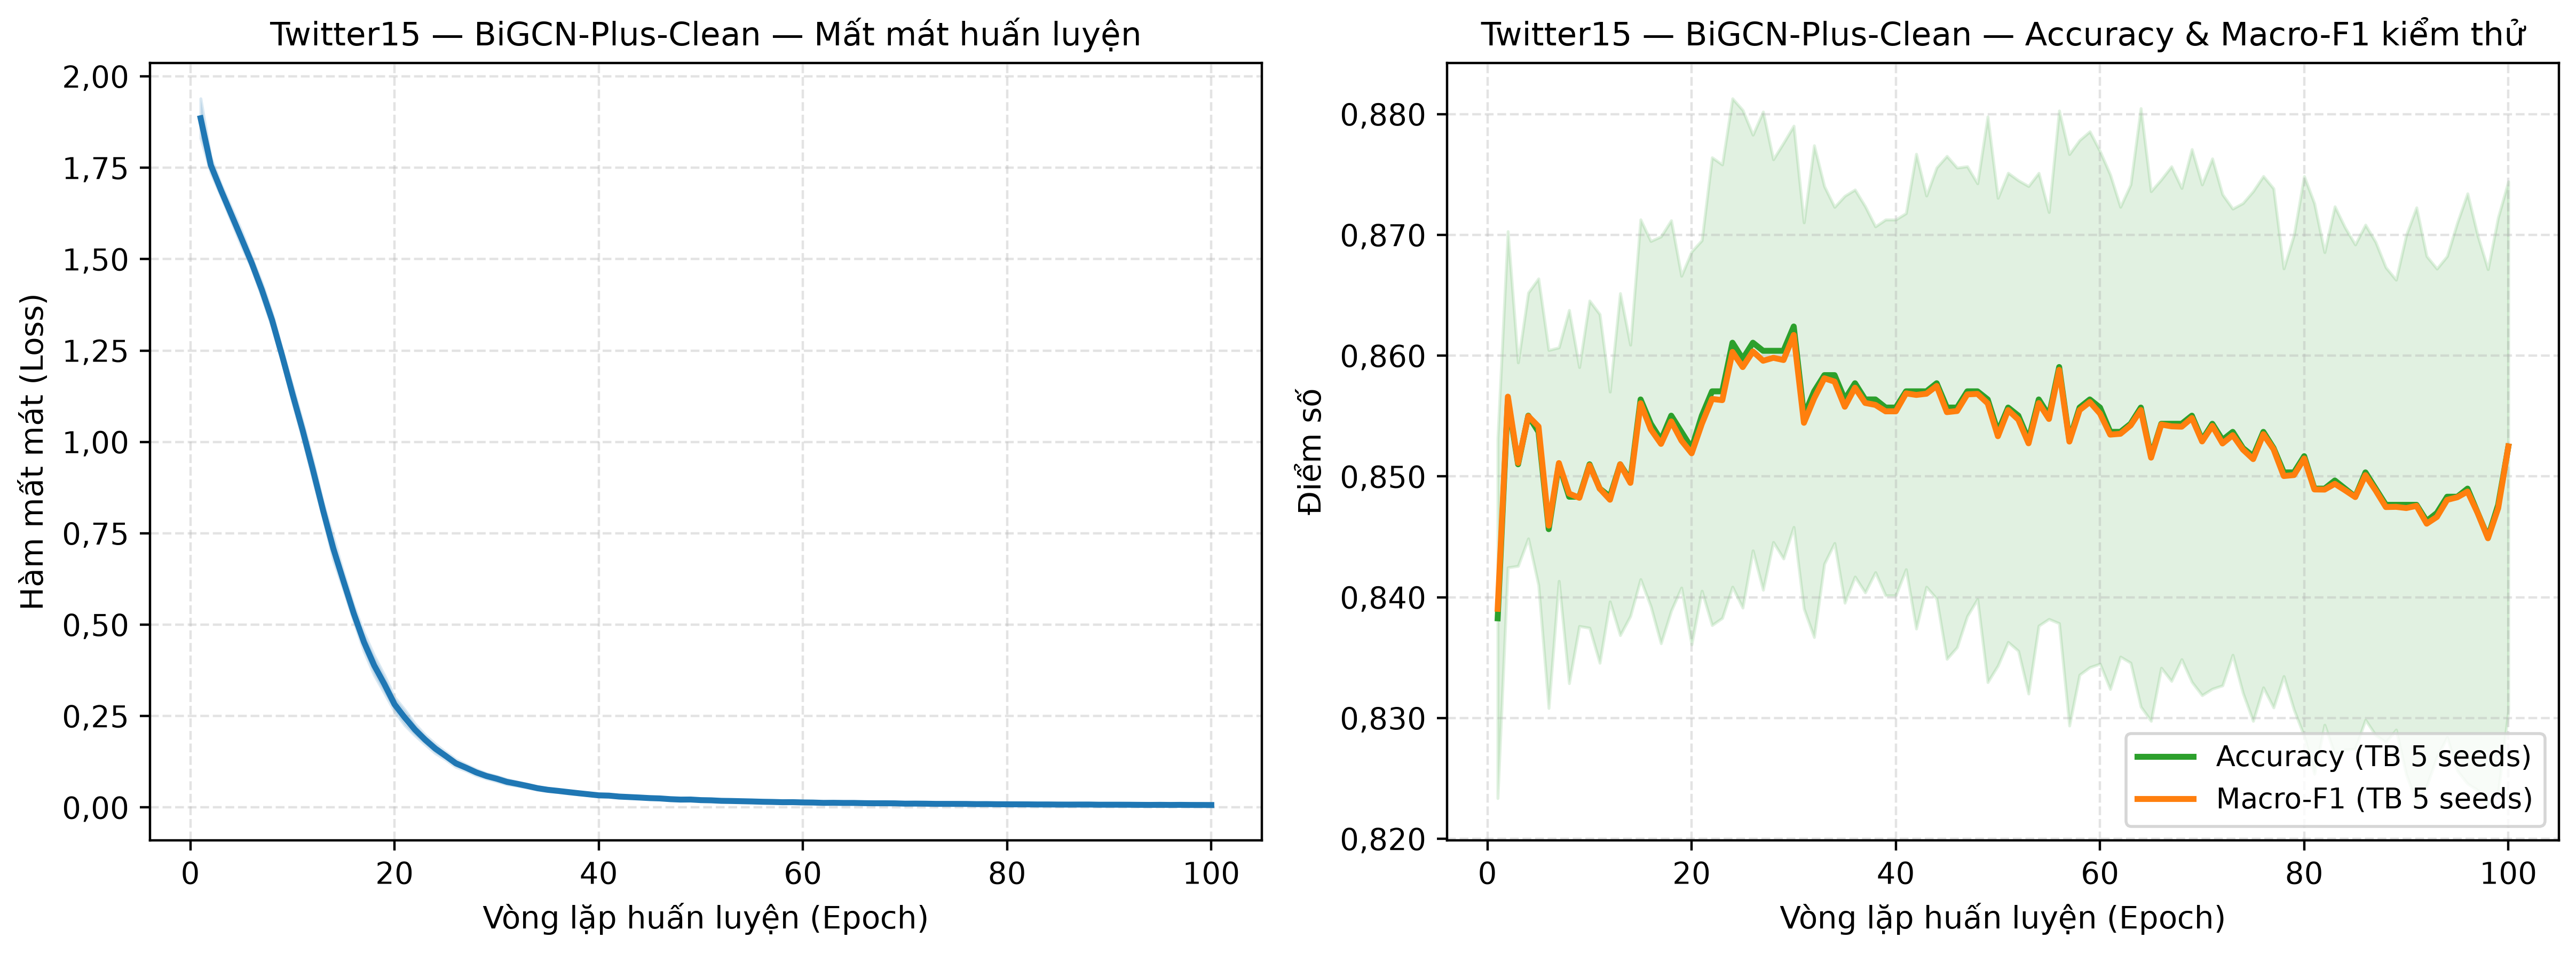 Twitter15 — BiGCN-Plus-Clean — Mất mát huấn luyện
Hàm mất mát (Loss)
2,00
1,75
1,50
1,25
1,00
0,75
0,50
0,25
0,00
0 20 40 60 80 100
Vòng lặp huấn luyện (Epoch)
Twitter15 — BiGCN-Plus-Clean — Accuracy & Macro-F1 kiểm thử
Điểm số
0,880
0,870
0,860
0,850
0,840
0,830
0,820
Accuracy (TB 5 seeds)
Macro-F1 (TB 5 seeds)
0 20 40 60 80 100
Vòng lặp huấn luyện (Epoch)